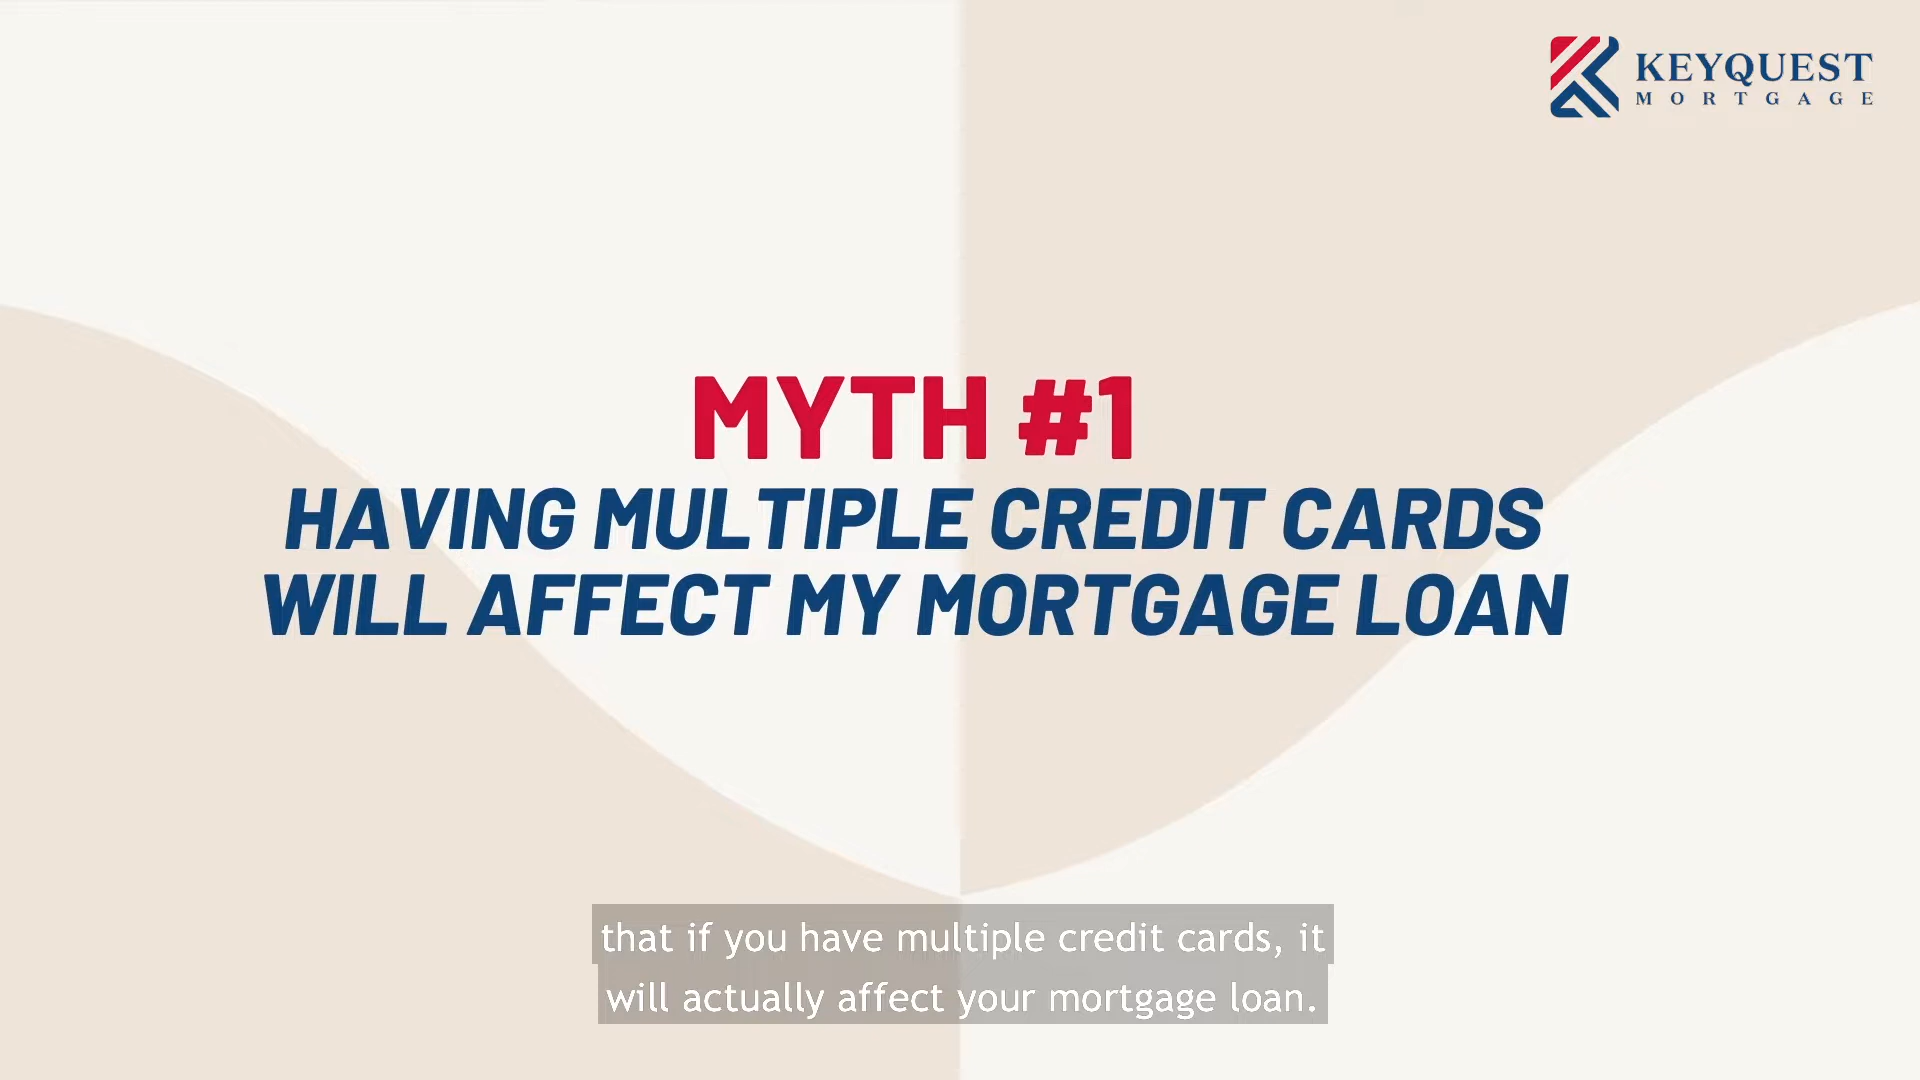 KEYQUEST
MORTGAGE
MYTH #1
HAVING MULTIPLE CREDIT CARDS
WILL AFFECT MY MORTGAGE LOAN
that if you have multiple credit cards, it
will actually affect your mortgage loan.